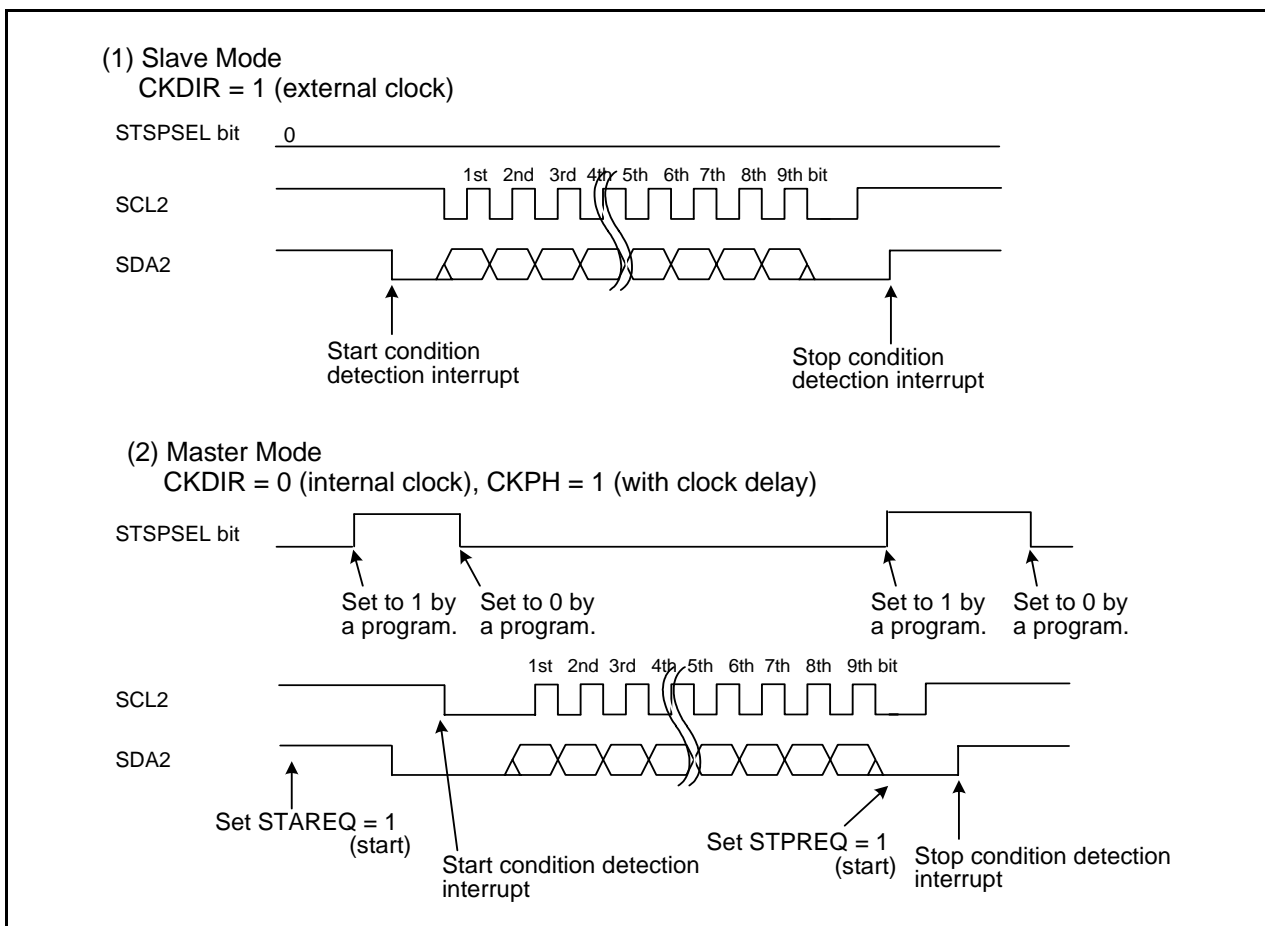 (1) Slave Mode
CKDIR = 1 (external clock)
STSPSEL bit
0
1st 2nd 3rd 4th 5th 6th 7th 8th 9th bit
SCL2
SDA2
Start condition
detection interrupt
Stop condition
detection interrupt
(2) Master Mode
CKDIR = 0 (internal clock), CKPH = 1 (with clock delay)
STSPSEL bit
Set to 1 by
a program.
Set to 0 by
a program.
Set to 1 by
a program.
Set to 0 by
a program.
1st 2nd 3rd 4th 5th 6th 7th 8th 9th bit
SCL2
SDA2
Set STAREQ = 1
(start)
Start condition detection
interrupt
Set STPREQ = 1
(start)
Stop condition detection
interrupt